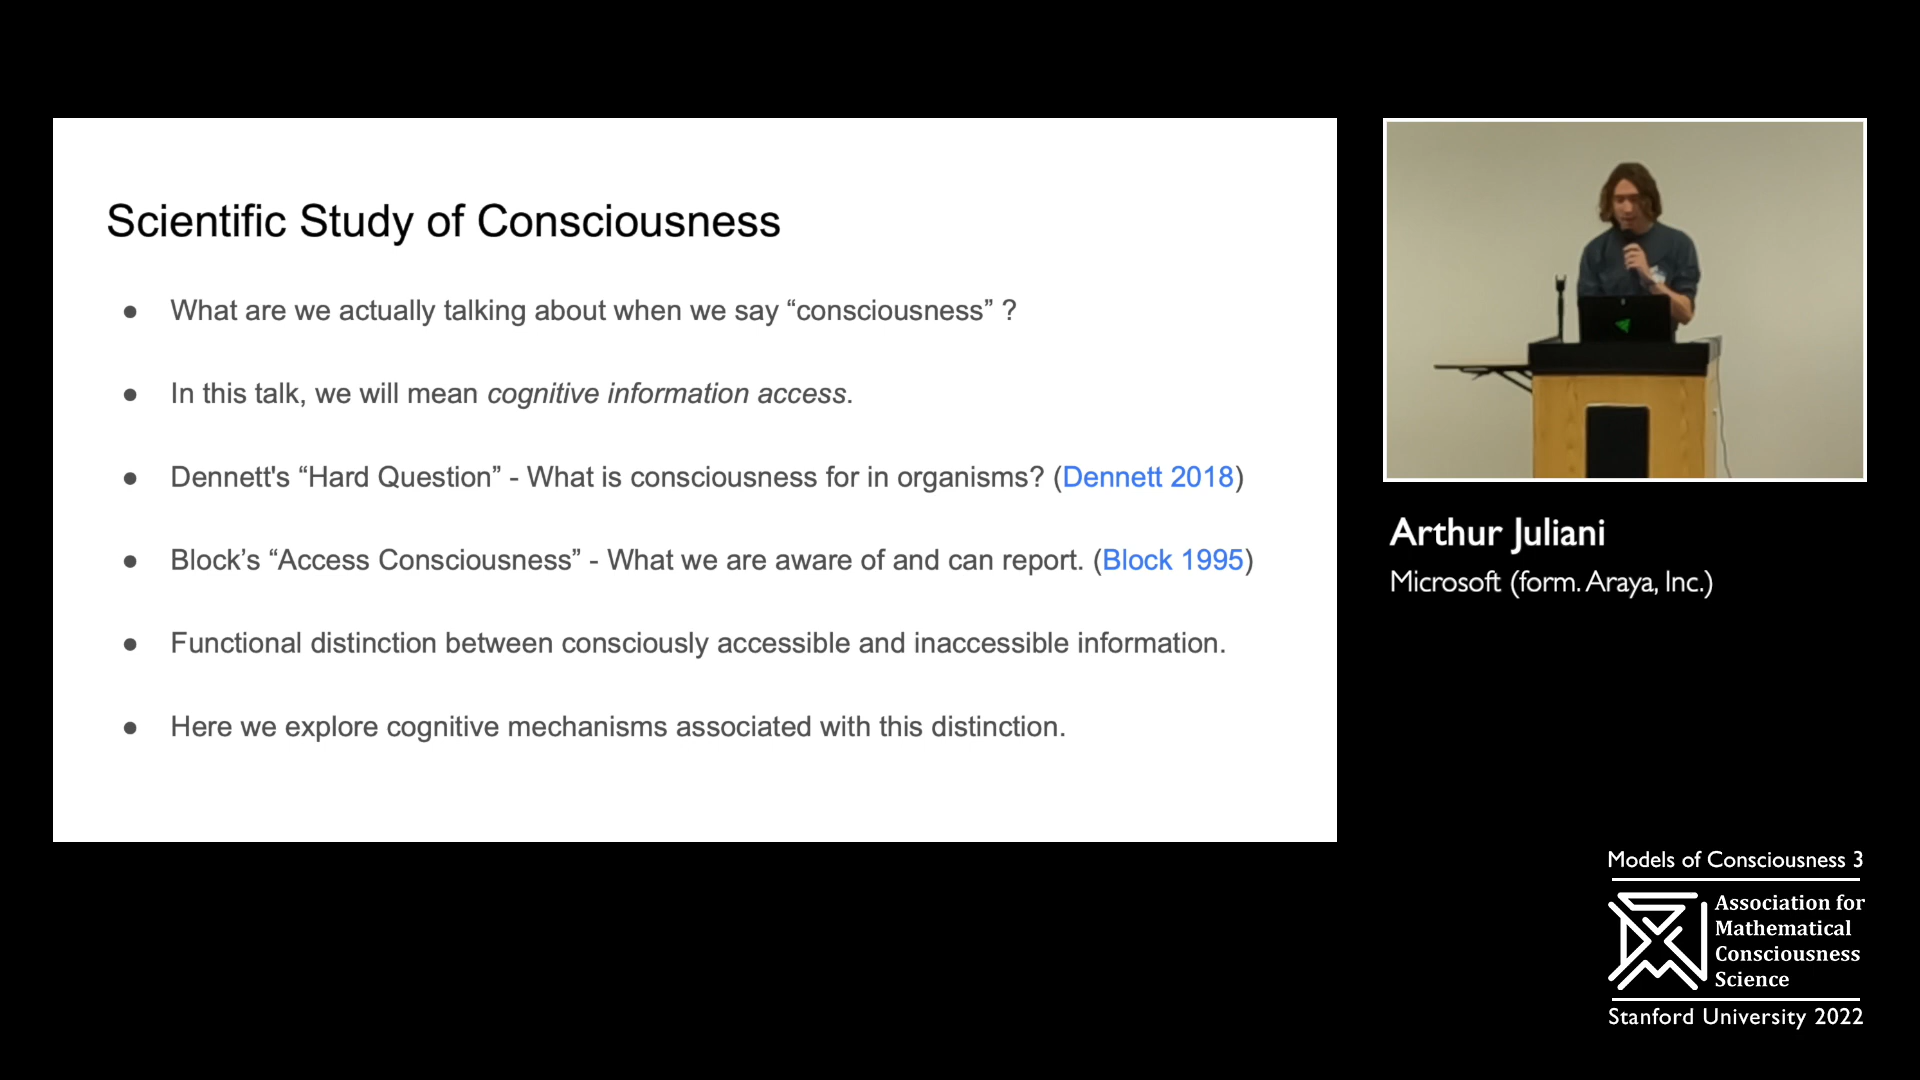 Scientific Study of Consciousness
● What are we actually talking about when we say “consciousness” ?
● In this talk, we will mean cognitive information access.
● Dennett's “Hard Question” - What is consciousness for in organisms? (Dennett 2018)
● Block’s “Access Consciousness” - What we are aware of and can report. (Block 1995)
● Functional distinction between consciously accessible and inaccessible information.
● Here we explore cognitive mechanisms associated with this distinction.
Arthur Juliani
Microsoft (form. Araya, Inc.)
Models of Consciousness 3
Association for
Mathematical
Consciousness
Science
Stanford University 2022